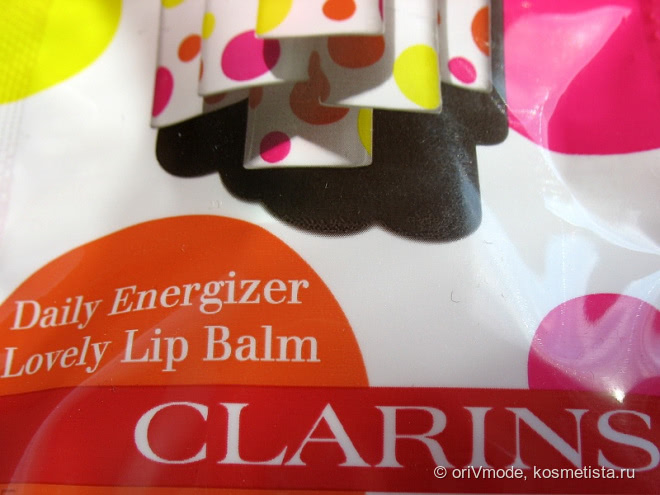 Daily Energizer
Lovely Lip Balm
CLARINS
© orIVmode, kosmetista.ru